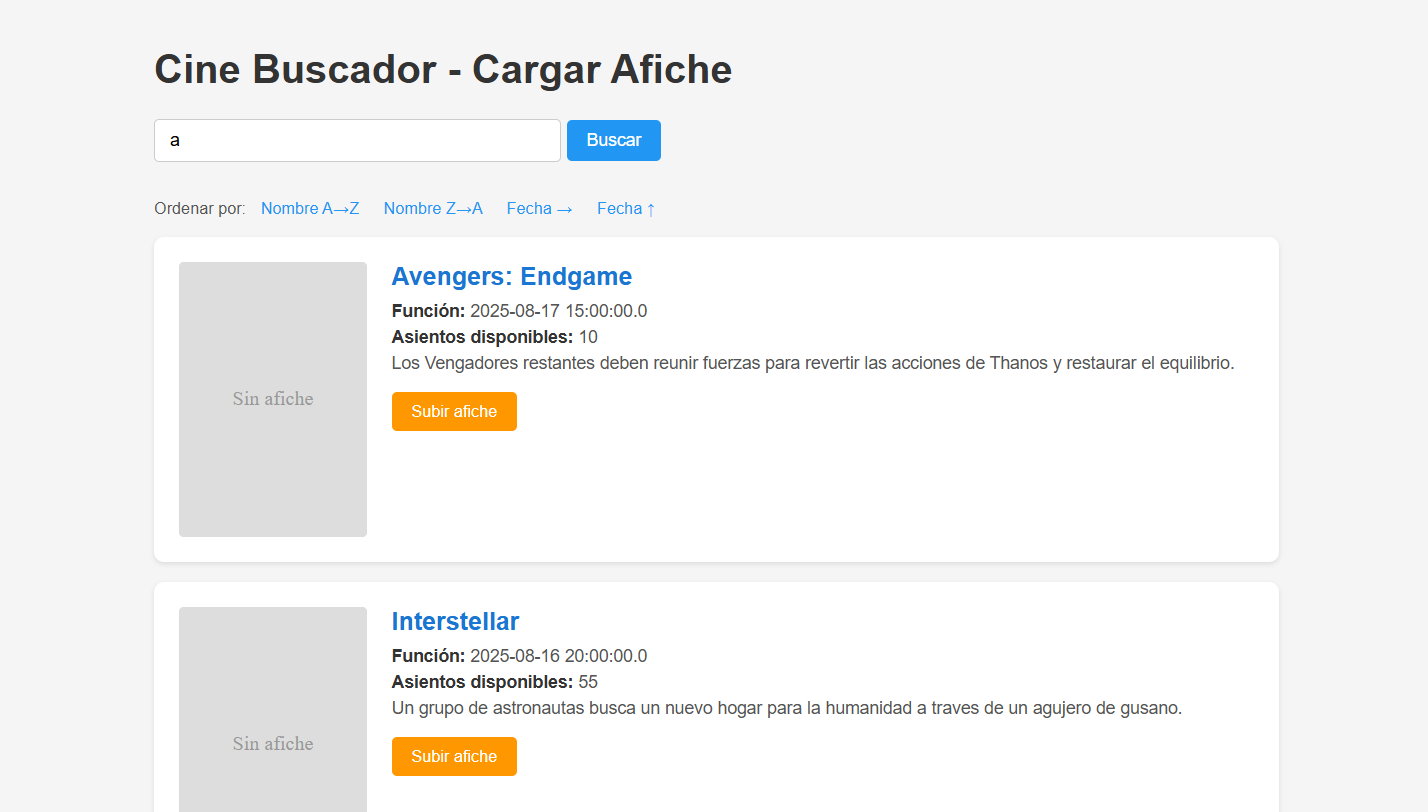 Cine Buscador - Cargar Afiche
a
Buscar
Ordenar por: Nombre A→Z Nombre Z→A Fecha → Fecha ↑
Sin afiche
Avengers: Endgame
Función: 2025-08-17 15:00:00.0
Asientos disponibles: 10
Los Vengadores restantes deben reunir fuerzas para revertir las acciones de Thanos y restaurar el equilibrio.
Subir afiche
Sin afiche
Interstellar
Función: 2025-08-16 20:00:00.0
Asientos disponibles: 55
Un grupo de astronautas busca un nuevo hogar para la humanidad a traves de un agujero de gusano.
Subir afiche